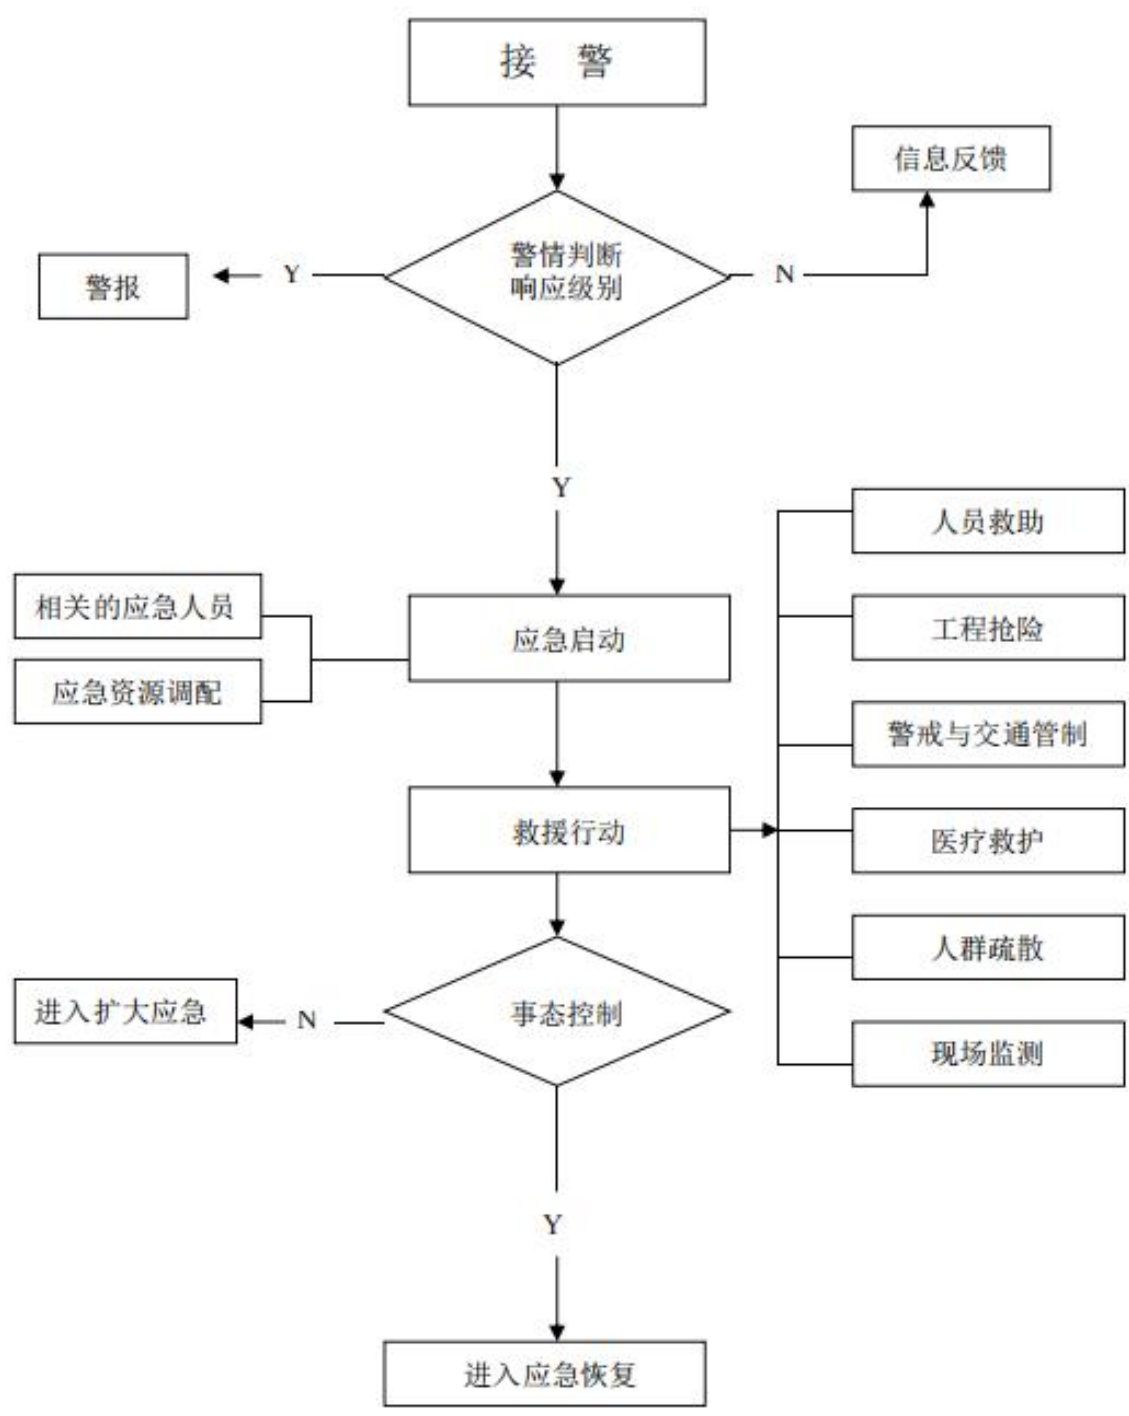 接 警
信息反馈
警情判断
响应级别
警报
Y
N
Y
人员救助
相关的应急人员
应急启动
工程抢险
应急资源调配
警戒与交通管制
救援行动
医疗救护
人群疏散
进入扩大应急
N
事态控制
现场监测
Y
进入应急恢复